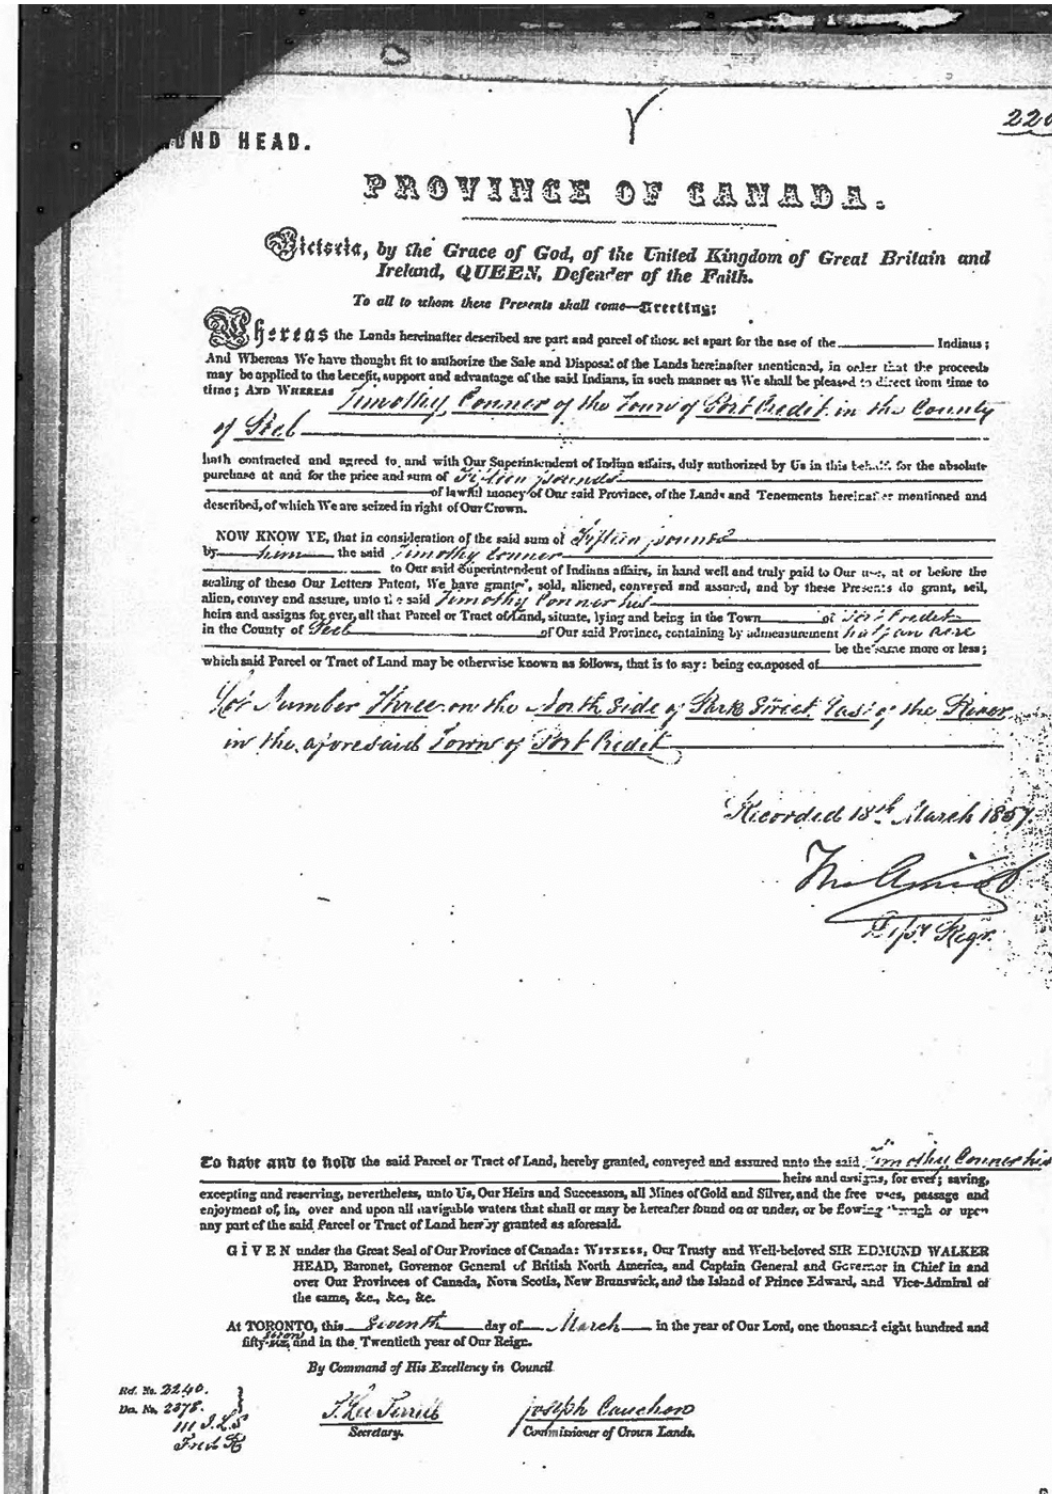 220
UND HEAD.
PROVINCE OF CANADA.
Victoria, by the Grace of God, of the United Kingdom of Great Britain and
Ireland, QUEEN, Defender of the Faith.
To all to whom these Presents shall come—Greeting:
Whereas the Lands hereinafter described are part and parcel of those set apart for the use of the Indians;
And Whereas We have thought fit to authorize the Sale and Disposal of the Lands hereinafter mentioned, in order that the proceeds
may be applied to the benefit, support and advantage of the said Indians, in such manner as We shall be pleased to direct from time to
time; AND WHEREAS Timothy Conner of the Town of Port Credit in the County
of Peel
hath contracted and agreed to and with Our Superintendent of Indian affairs, duly authorized by Us in this behalf, for the absolute
purchase at and for the price and sum of Fifteen pounds
of lawful money of Our said Province, of the Lands and Tenements hereinafter mentioned and
described, of which We are seized in right of Our Crown.
NOW KNOW YE, that in consideration of the said sum of Fifteen pounds
by him the said Timothy Conner
to Our said Superintendent of Indians affairs, in hand well and truly paid to Our use, at or before the
sealing of these Our Letters Patent, We have granted, sold, aliened, conveyed and assured, and by these Presents do grant, sell,
alien, convey and assure, unto the said Timothy Conner his
heirs and assigns for ever, all that Parcel or Tract of Land, situate, lying and being in the Town of Port Credit
in the County of Peel of Our said Province, containing by admeasurement half an acre
be the same more or less;
which said Parcel or Tract of Land may be otherwise known as follows, that is to say: being composed of
Lot Number Three on the North Side of Park Street East of the River
in the aforesaid Town of Port Credit
Recorded 18th March 1857.
Regr.
To have and to hold the said Parcel or Tract of Land, hereby granted, conveyed and assured unto the said Timothy Conner his
heirs and assigns, for ever; saving,
excepting and reserving, nevertheless, unto Us, Our Heirs and Successors, all Mines of Gold and Silver, and the free uses, passage and
enjoyment of, in, over and upon all navigable waters that shall or may be hereafter found on or under, or be flowing through or upon
any part of the said Parcel or Tract of Land hereby granted as aforesaid.
GIVEN under the Great Seal of Our Province of Canada: WITNESS, Our Trusty and Well-beloved SIR EDMUND WALKER
HEAD, Baronet, Governor General of British North America, and Captain General and Governor in Chief in and
over Our Provinces of Canada, Nova Scotia, New Brunswick, and the Island of Prince Edward, and Vice-Admiral of
the same, &c., &c., &c.
At TORONTO, this Seventh day of March in the year of Our Lord, one thousand eight hundred and
fifty-seven and in the Twentieth year of Our Reign.
By Command of His Excellency in Council
Ref. No. 2240.
Des. No. 2378.
T. Lee Terrill
Joseph Cauchon
Secretary.
Commissioner of Crown Lands.